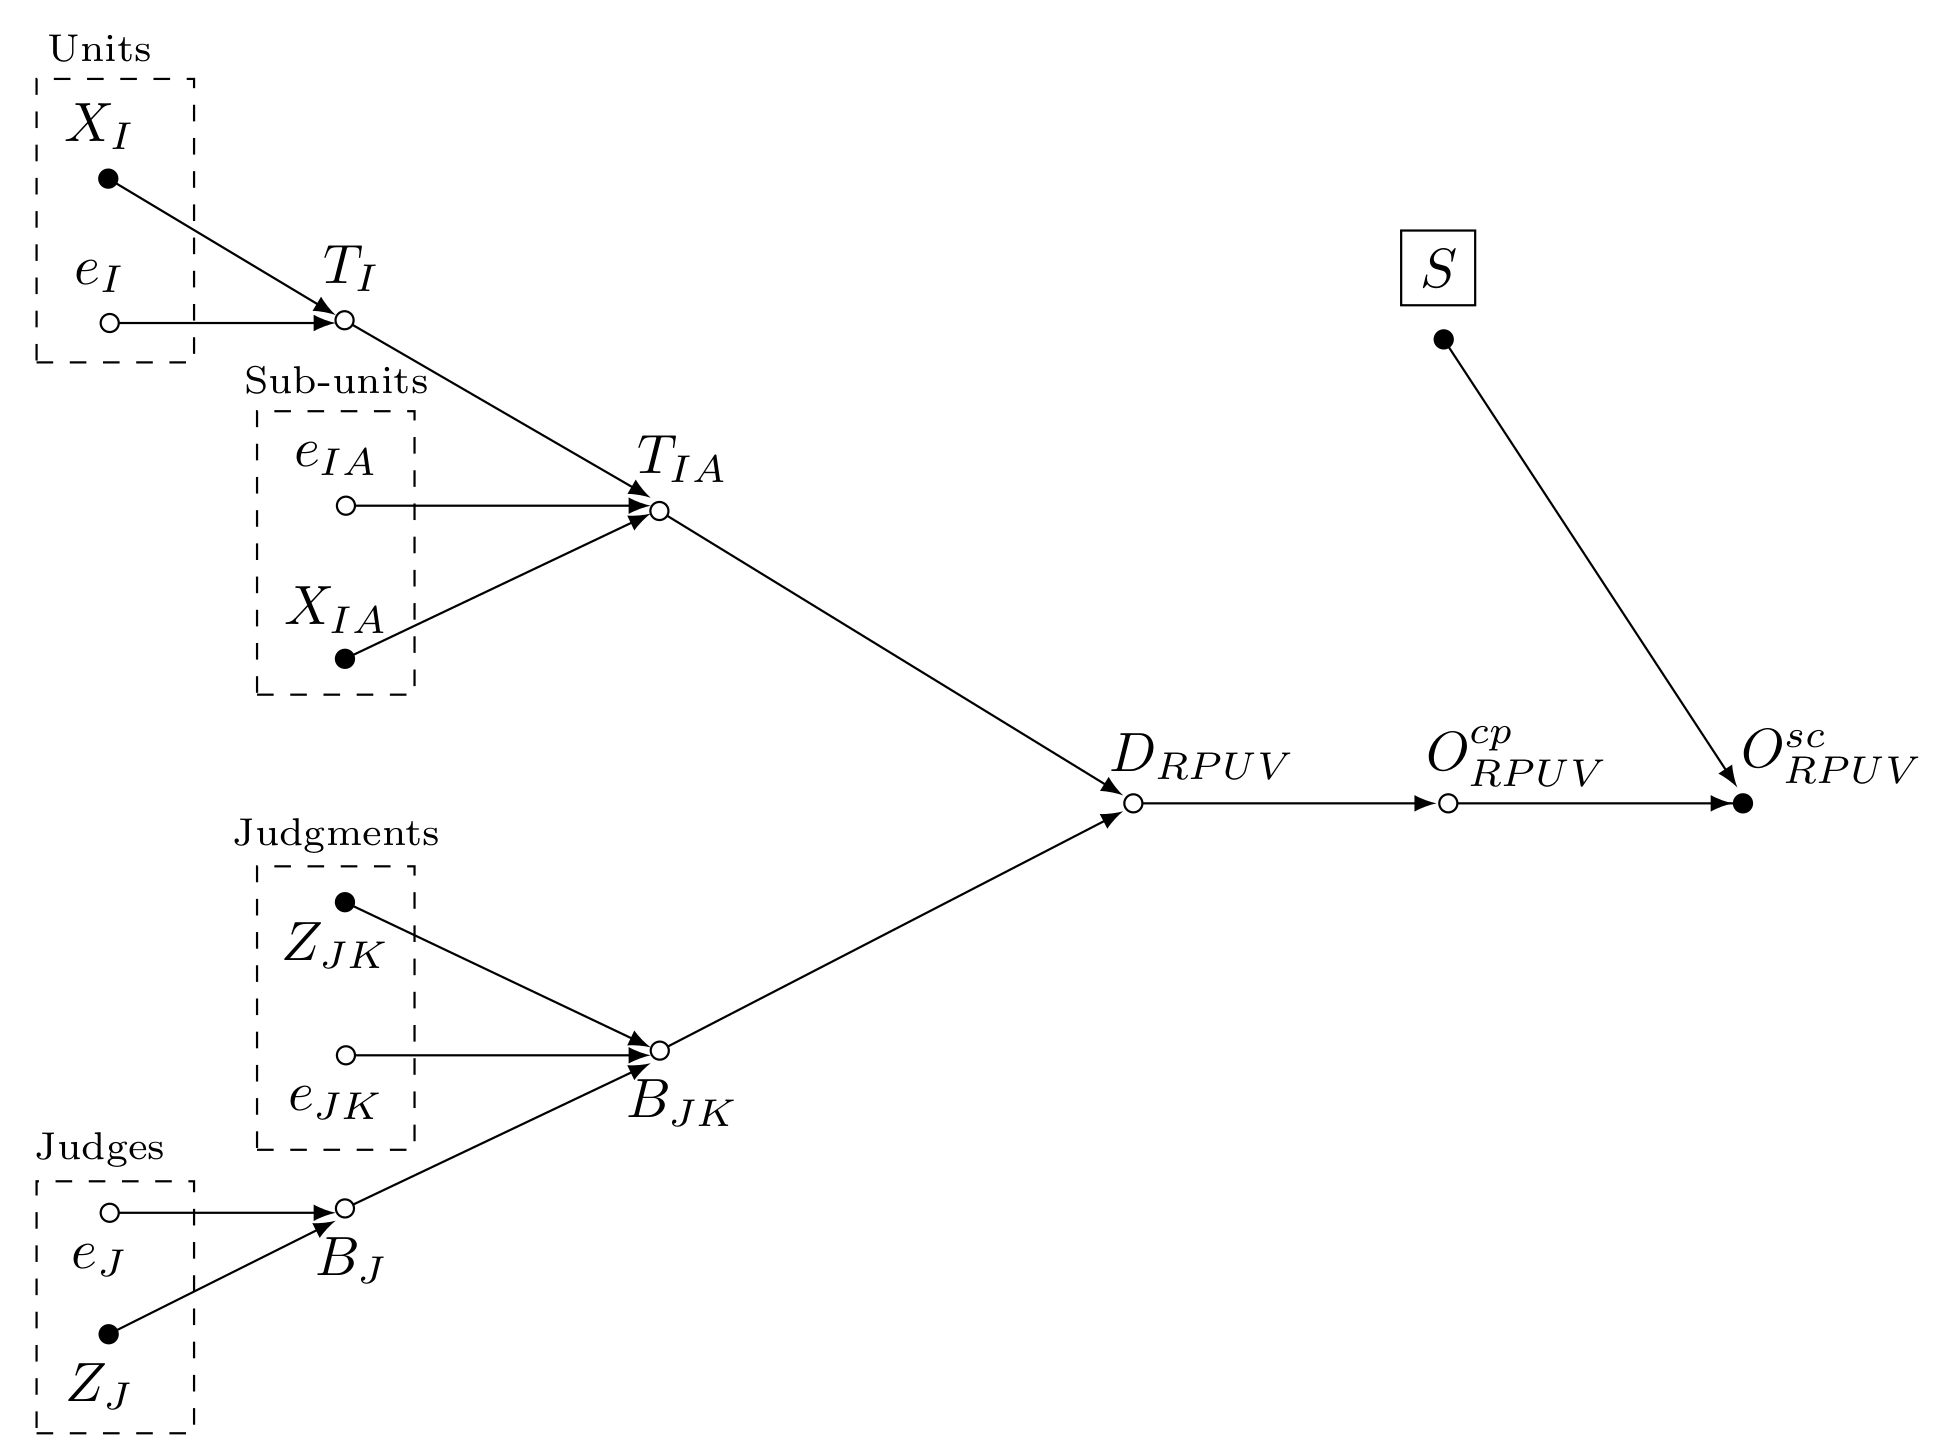 Units
X_I
e_I
T_I
S
Sub-units
e_{IA}
T_{IA}
X_{IA}
D_{RPUV}
O^{cp}_{RPUV}
O^{sc}_{RPUV}
Judgments
Z_{JK}
e_{JK}
B_{JK}
Judges
e_J
B_J
Z_J